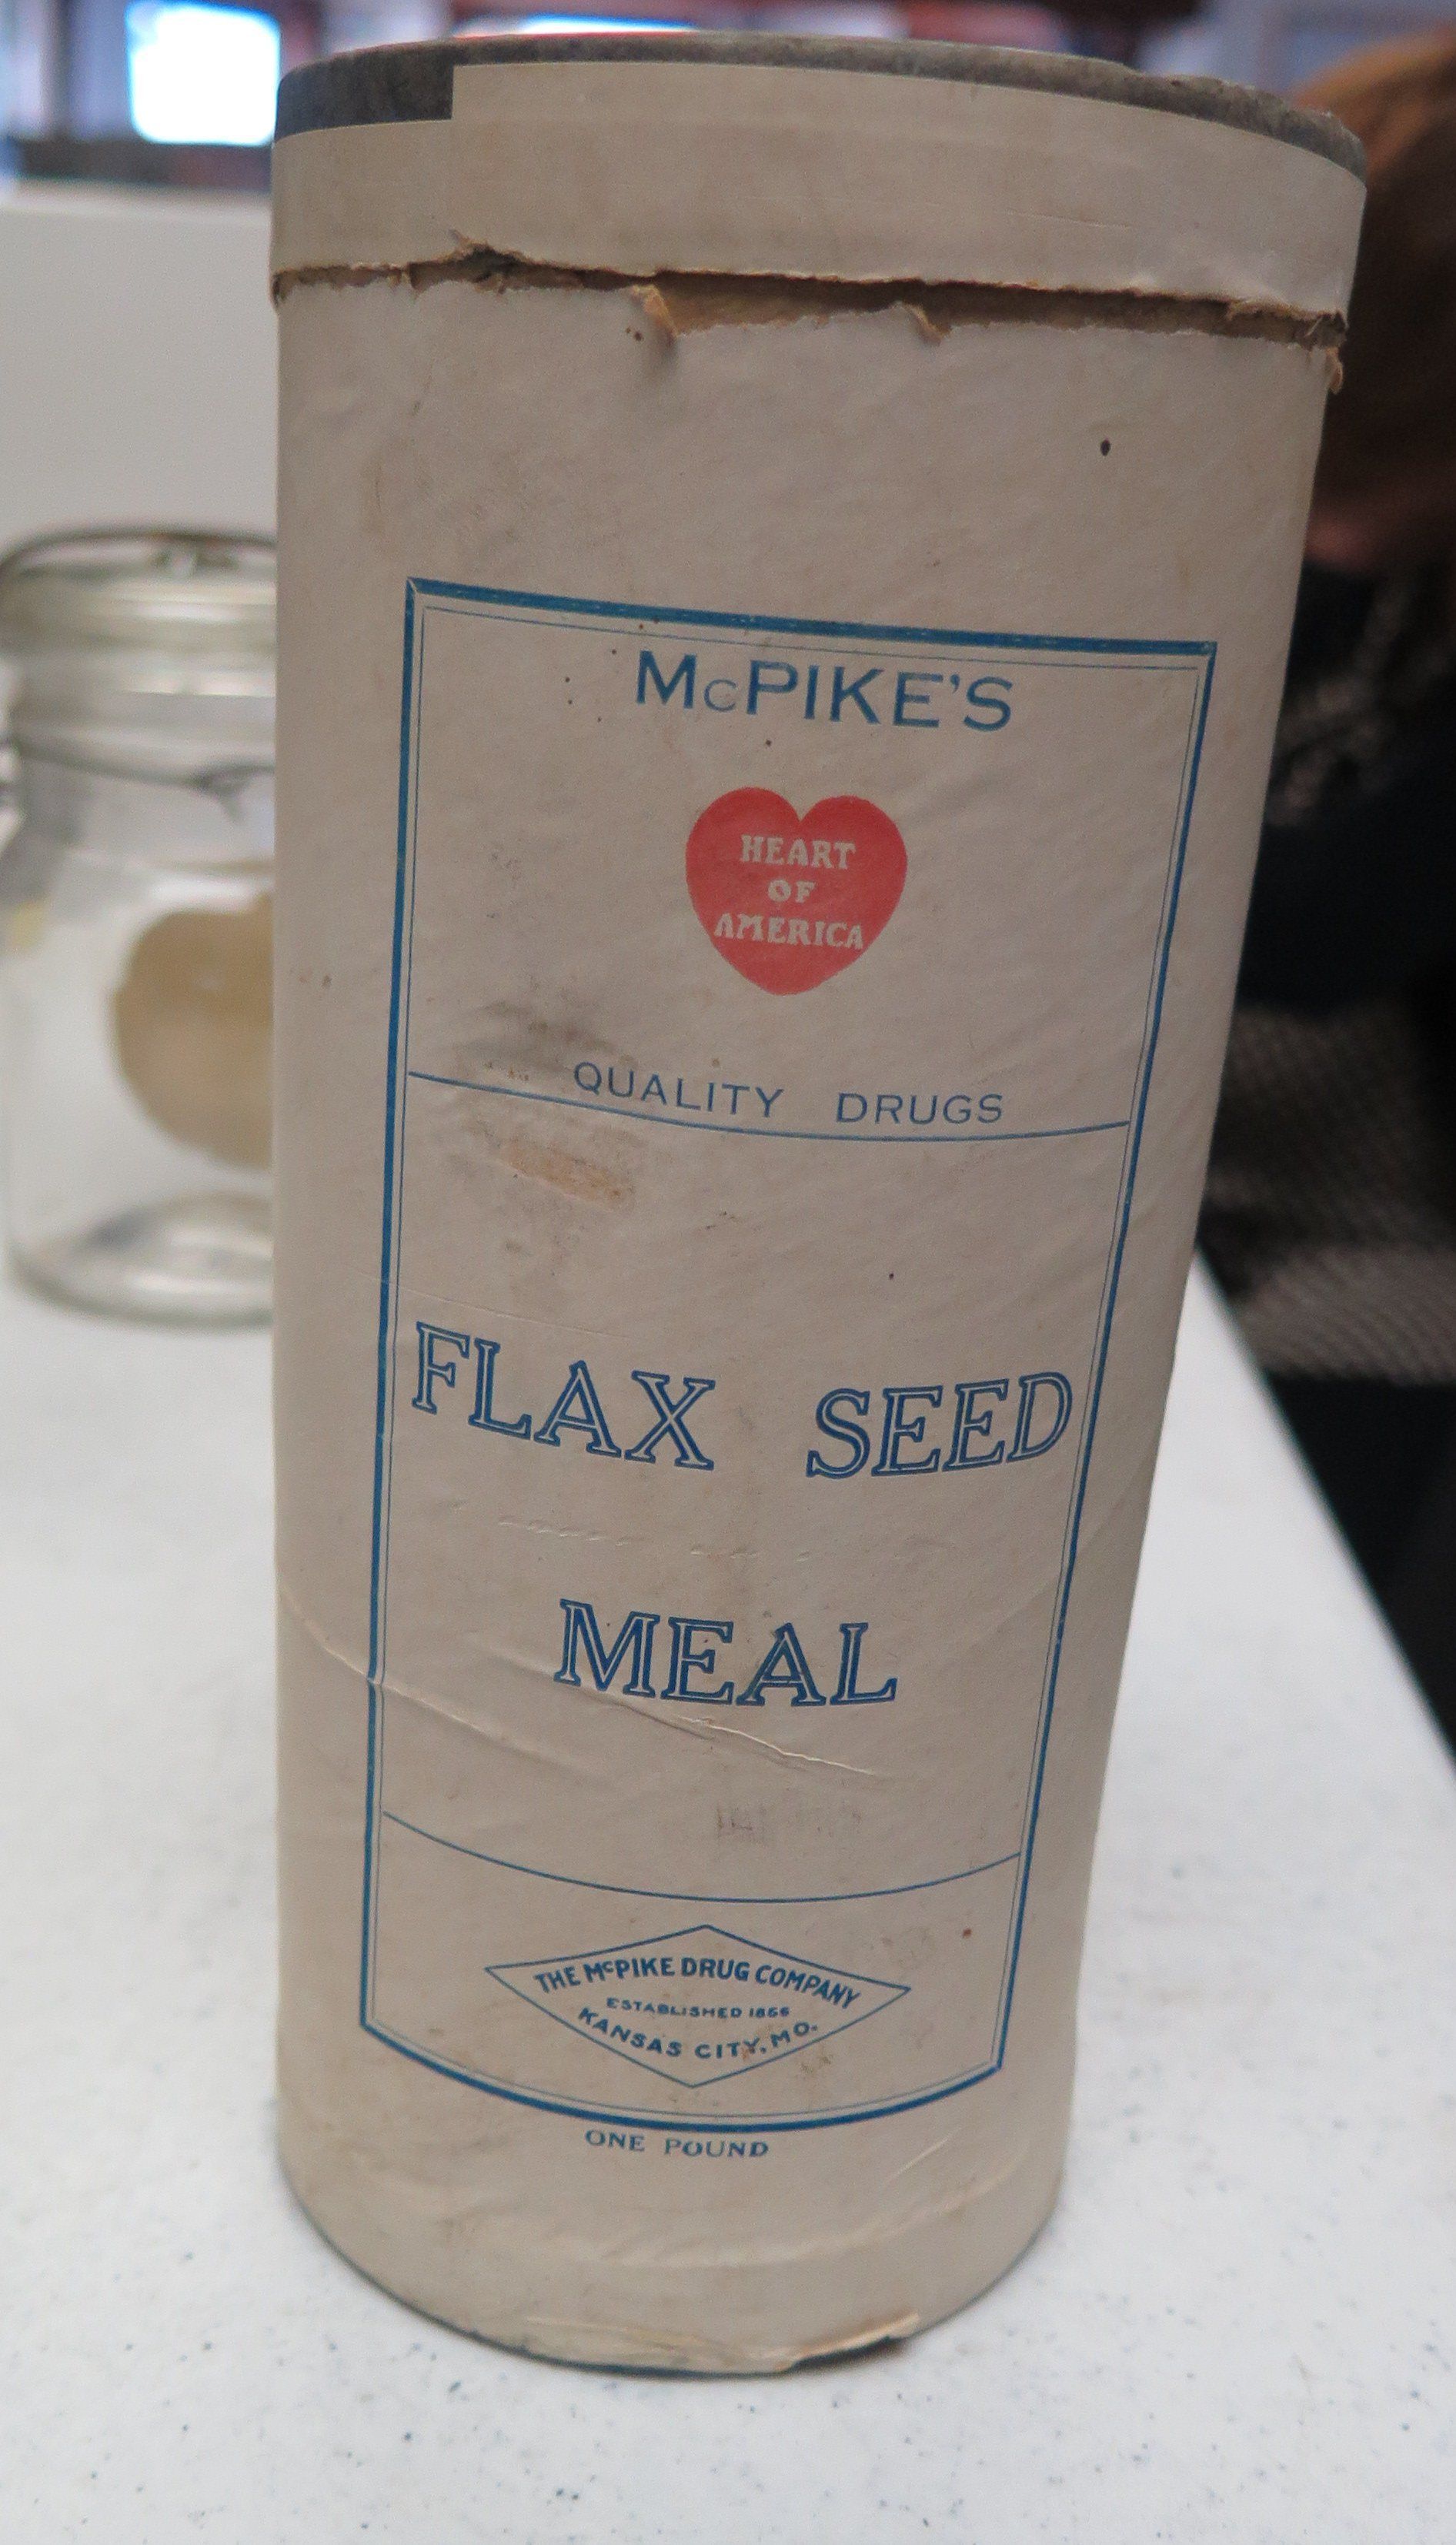 McPIKE'S
HEART
OF
AMERICA
QUALITY DRUGS
FLAX SEED
MEAL
THE McPIKE DRUG COMPANY
ESTABLISHED 1856
KANSAS CITY, MO.
ONE POUND